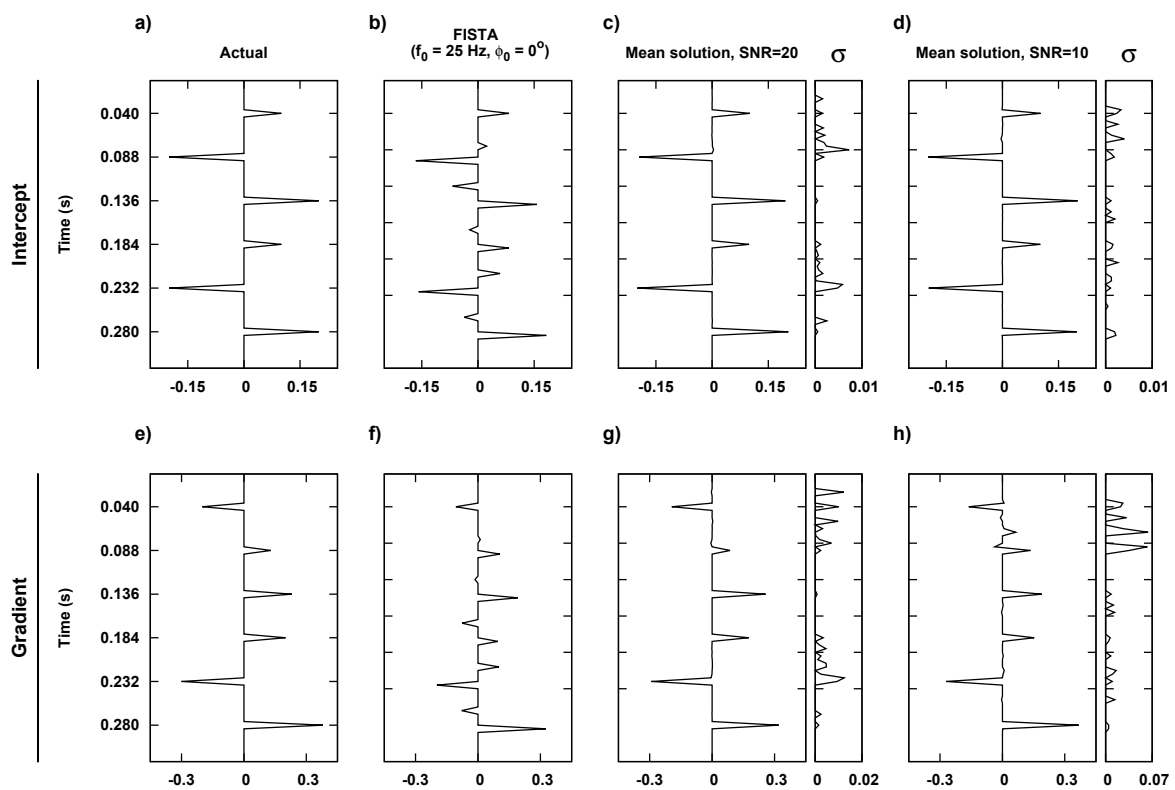 a)
b)
c)
d)
Actual
FISTA
(f0 = 25 Hz, ϕ0 = 0o)
Mean solution, SNR=20
σ
Mean solution, SNR=10
σ
Intercept
Time (s)
0.040
0.088
0.136
0.184
0.232
0.280
-0.15 0 0.15
-0.15 0 0.15
-0.15 0 0.15
0 0.01
-0.15 0 0.15
0 0.01
e)
f)
g)
h)
Gradient
Time (s)
0.040
0.088
0.136
0.184
0.232
0.280
-0.3 0 0.3
-0.3 0 0.3
-0.3 0 0.3
0 0.02
-0.3 0 0.3
0 0.07